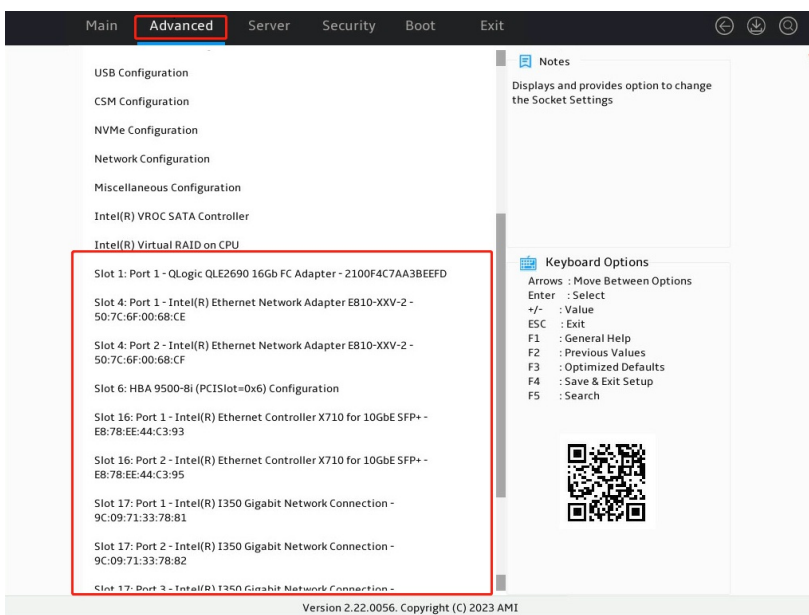 Main Advanced Server Security Boot Exit
USB Configuration
CSM Configuration
NVMe Configuration
Network Configuration
Miscellaneous Configuration
Intel(R) VROC SATA Controller
Intel(R) Virtual RAID on CPU
Slot 1: Port 1 - QLogic QLE2690 16Gb FC Adapter - 2100F4C7AA3BEEFD
Slot 4: Port 1 - Intel(R) Ethernet Network Adapter E810-XXV-2 -
50:7C:6F:00:68:CE
Slot 4: Port 2 - Intel(R) Ethernet Network Adapter E810-XXV-2 -
50:7C:6F:00:68:CF
Slot 6: HBA 9500-8i (PCISlot=0x6) Configuration
Slot 16: Port 1 - Intel(R) Ethernet Controller X710 for 10GbE SFP+ -
E8:78:EE:44:C3:93
Slot 16: Port 2 - Intel(R) Ethernet Controller X710 for 10GbE SFP+ -
E8:78:EE:44:C3:95
Slot 17: Port 1 - Intel(R) I350 Gigabit Network Connection -
9C:09:71:33:78:81
Slot 17: Port 2 - Intel(R) I350 Gigabit Network Connection -
9C:09:71:33:78:82
Slot 17: Port 3 - Intel(R) I350 Gigabit Network Connection -
Notes
Displays and provides option to change
the Socket Settings
Keyboard Options
Arrows : Move Between Options
Enter : Select
+/- : Value
ESC : Exit
F1 : General Help
F2 : Previous Values
F3 : Optimized Defaults
F4 : Save & Exit Setup
F5 : Search
Version 2.22.0056. Copyright (C) 2023 AMI